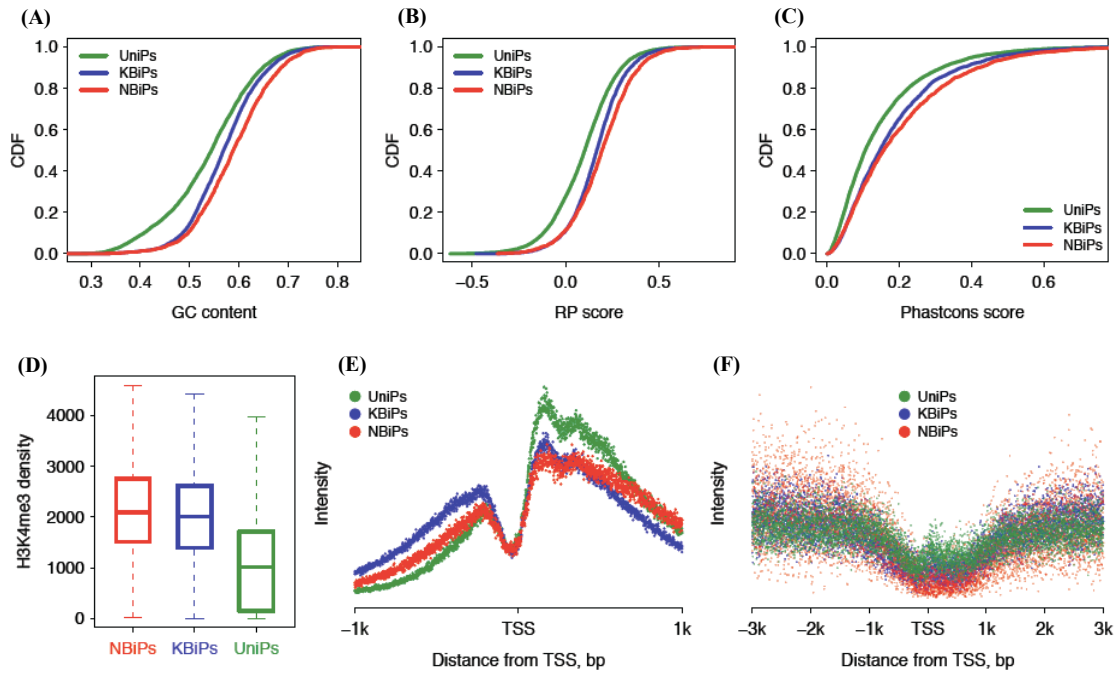 (A)
UniPs
KBiPs
NBiPs
1.0
0.8
0.6
0.4
0.2
0.0
CDF
0.3 0.4 0.5 0.6 0.7 0.8
GC content
(B)
UniPs
KBiPs
NBiPs
1.0
0.8
0.6
0.4
0.2
0.0
CDF
−0.5 0.0 0.5
RP score
(C)
1.0
0.8
0.6
0.4
0.2
0.0
CDF
UniPs
KBiPs
NBiPs
0.0 0.2 0.4 0.6
Phastcons score
(D)
4000
3000
2000
1000
0
H3K4me3 density
NBiPs KBiPs UniPs
(E)
UniPs
KBiPs
NBiPs
Intensity
−1k TSS 1k
Distance from TSS, bp
(F)
UniPs
KBiPs
NBiPs
Intensity
−3k −2k −1k TSS 1k 2k 3k
Distance from TSS, bp